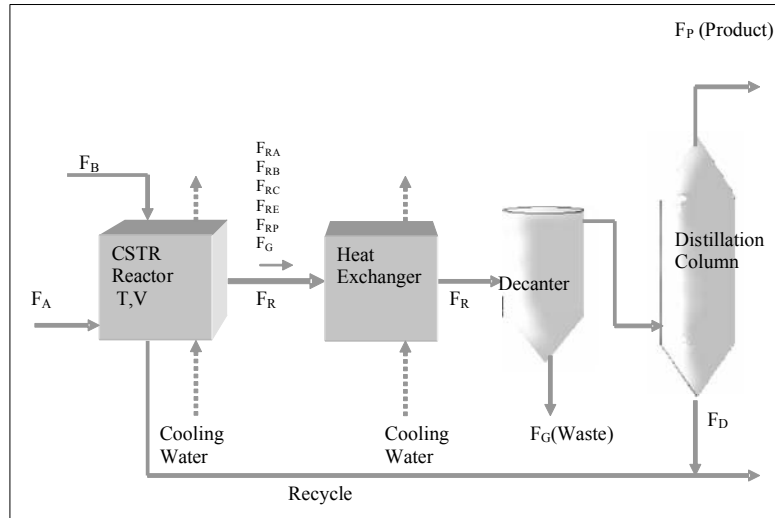 F_P (Product)
F_B
F_RA
F_RB
F_RC
F_RE
F_RP
F_G
CSTR
Reactor
T,V
Heat
Exchanger
Decanter
Distillation
Column
F_A
F_R
F_R
Cooling
Water
Cooling
Water
F_G(Waste)
F_D
Recycle